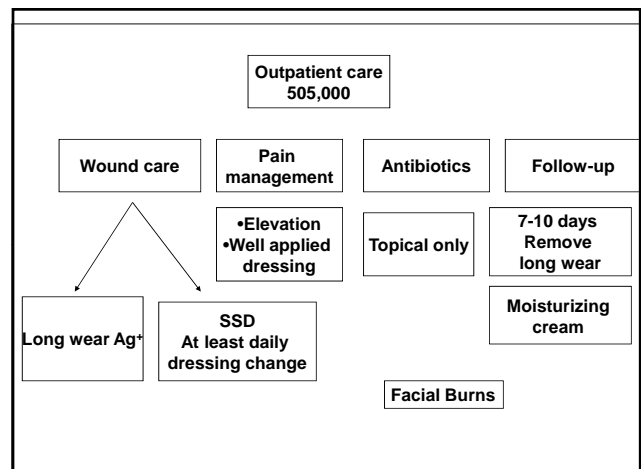 Outpatient care
505,000
Wound care
Pain
management
Antibiotics
Follow-up
•Elevation
•Well applied
dressing
Topical only
7-10 days
Remove
long wear
Long wear Ag⁺
SSD
At least daily
dressing change
Moisturizing
cream
Facial Burns